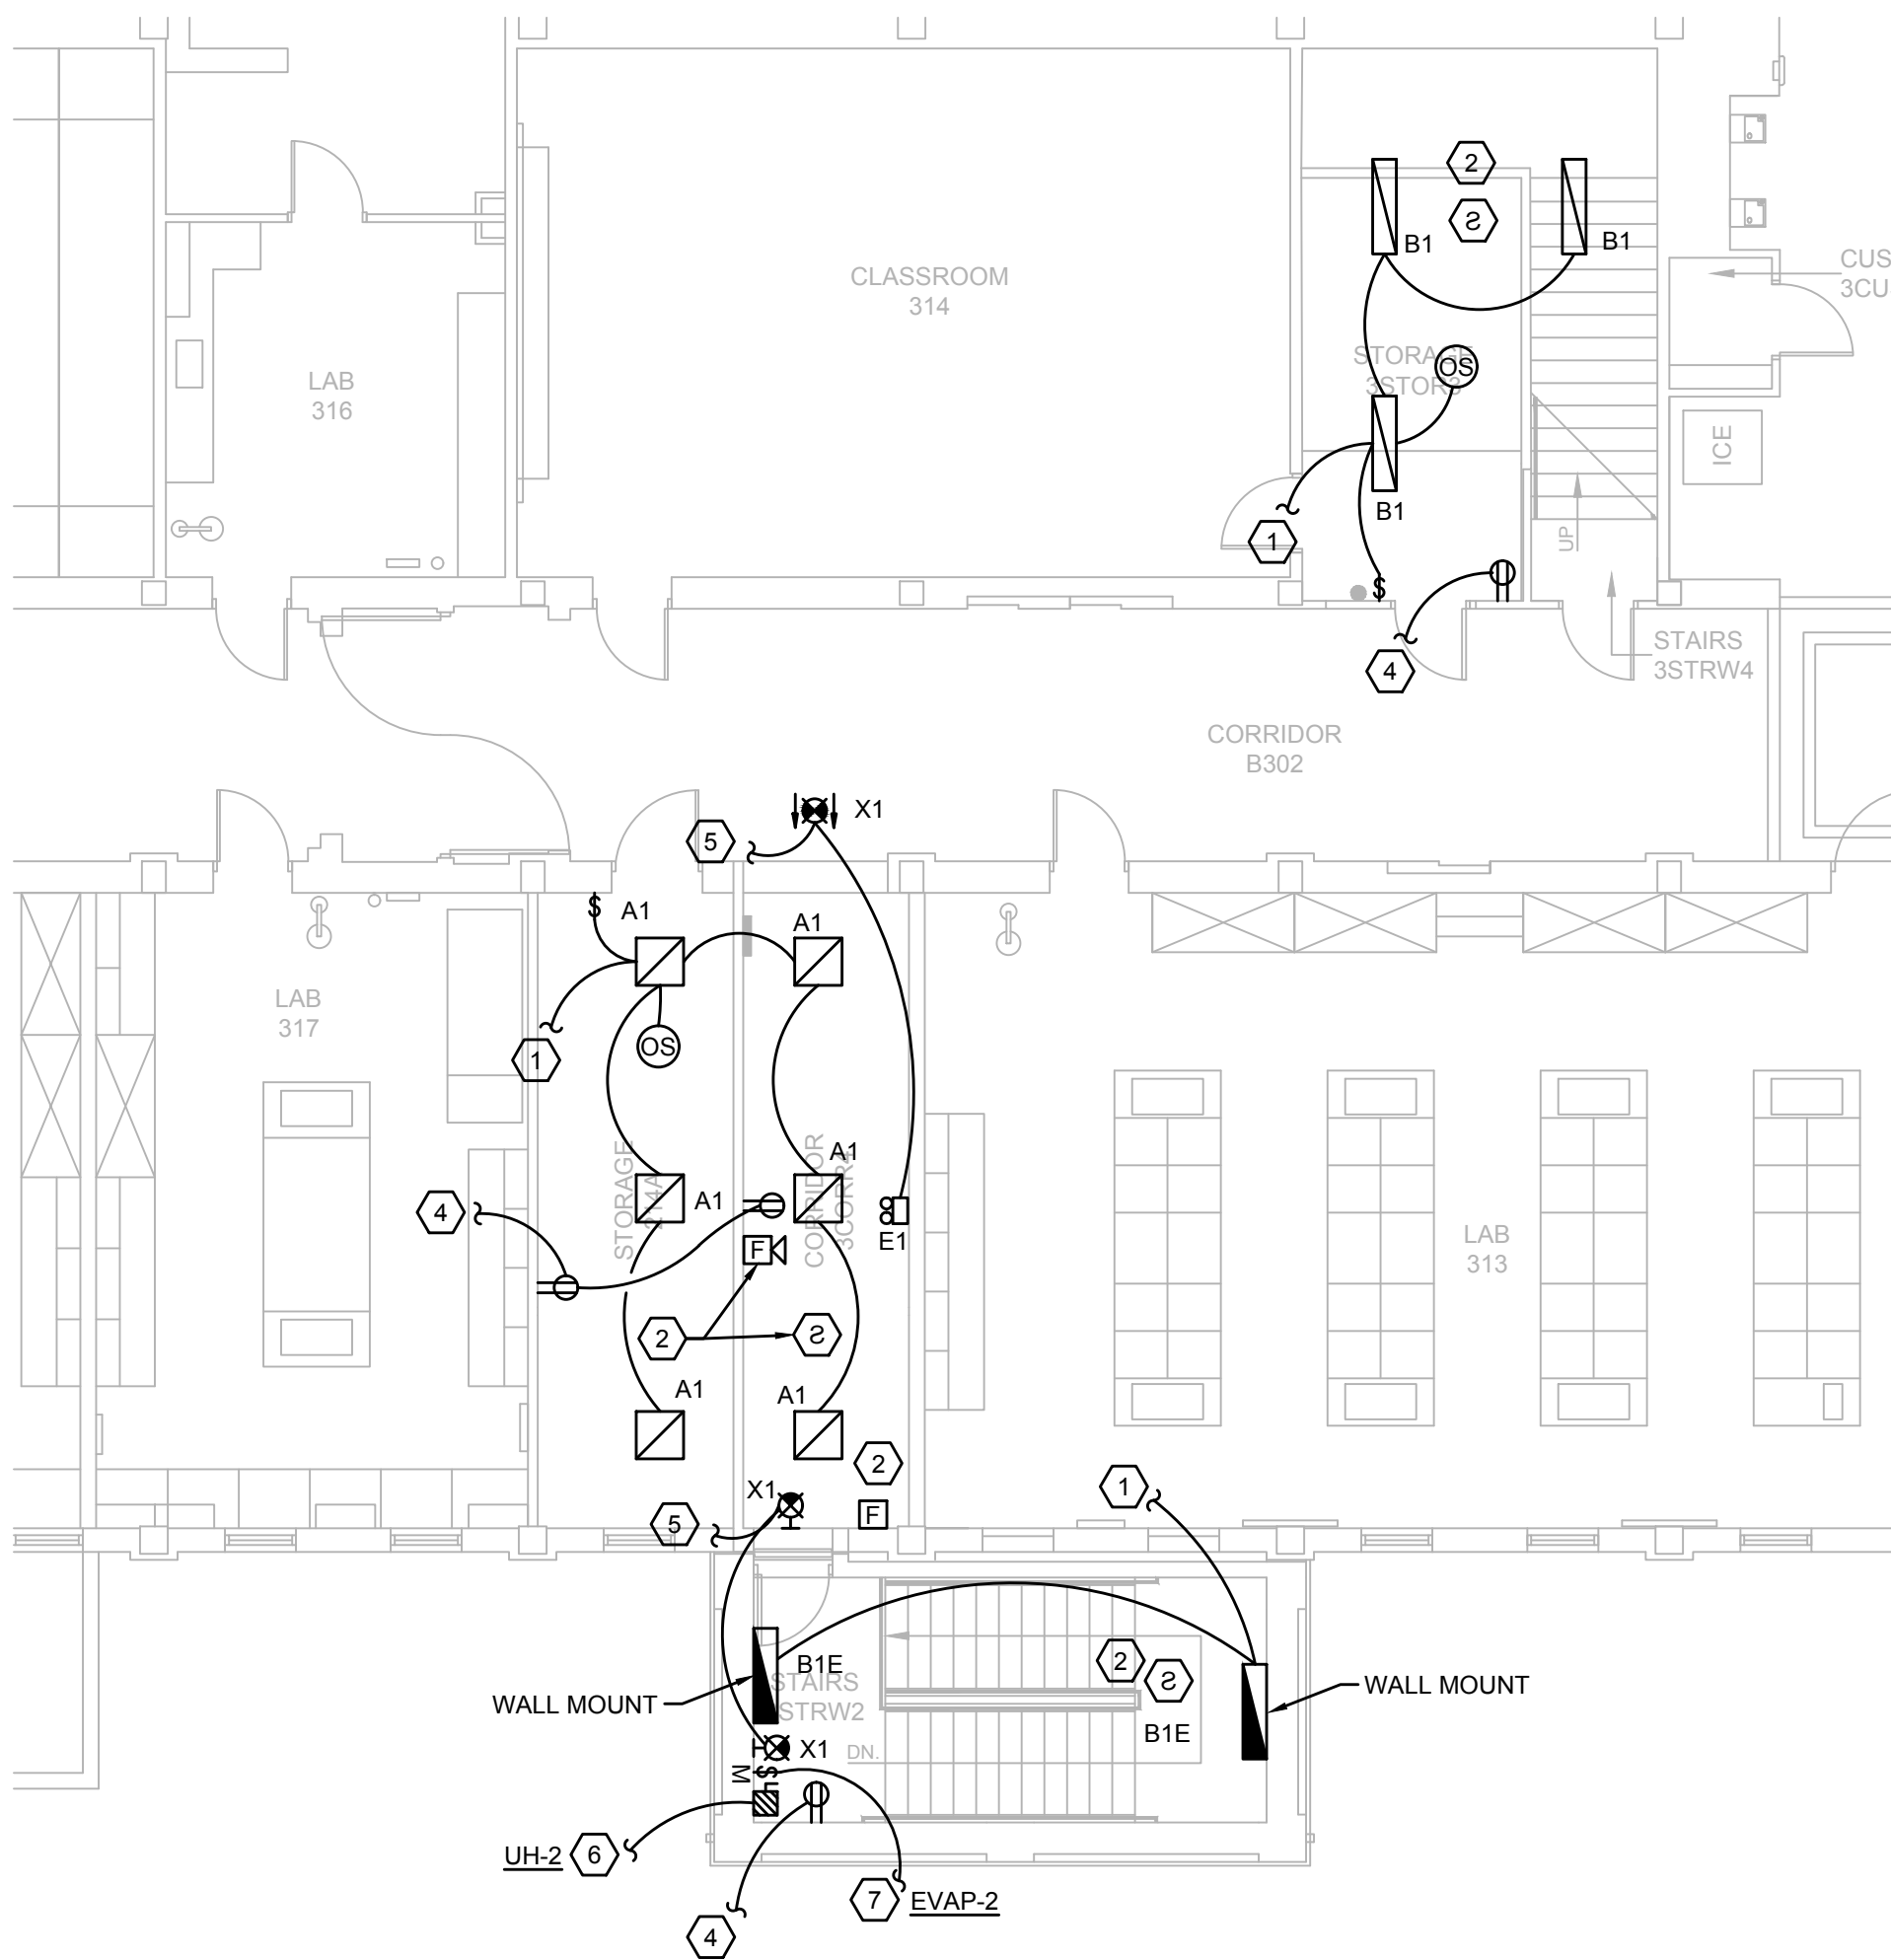 2
S
B1
B1
CLASSROOM
314
CUS
3CU
STORAGE
3STOR3
OS
LAB
316
ICE
B1
1
UP
$
4
STAIRS
3STRW4
CORRIDOR
B302
X1
5
$
A1
A1
LAB
317
1
OS
STORAGE
214A
CORRIDOR
3CORR4
A1
A1
4
E1
F
LAB
313
2
S
A1
A1
2
1
X1
5
F
B1E
2
S
STAIRS
STRW2
WALL MOUNT
WALL MOUNT
B1E
X1
DN.
M
$
UH-2
6
7
EVAP-2
4